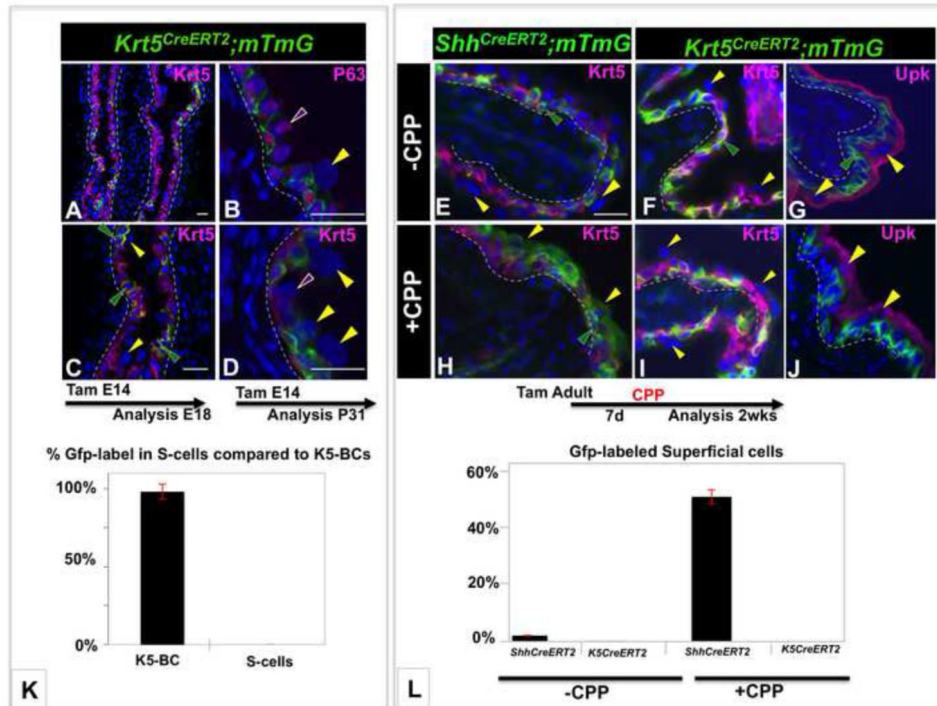 Krt5CreERT2;mTmG
Krt5
P63
A
B
Krt5
Krt5
C
D
Tam E14
Analysis E18
Tam E14
Analysis P31
% Gfp-label in S-cells compared to K5-BCs
100%
50%
0%
K5-BC
S-cells
K
ShhCreERT2;mTmG
Krt5CreERT2;mTmG
-CPP
Krt5
Krt5
Upk
E
F
G
+CPP
Krt5
Krt5
Upk
H
I
J
Tam Adult
CPP
7d
Analysis 2wks
Gfp-labeled Superficial cells
60%
40%
20%
0%
ShhCreERT2
K5CreERT2
ShhCreERT2
K5CreERT2
-CPP
+CPP
L